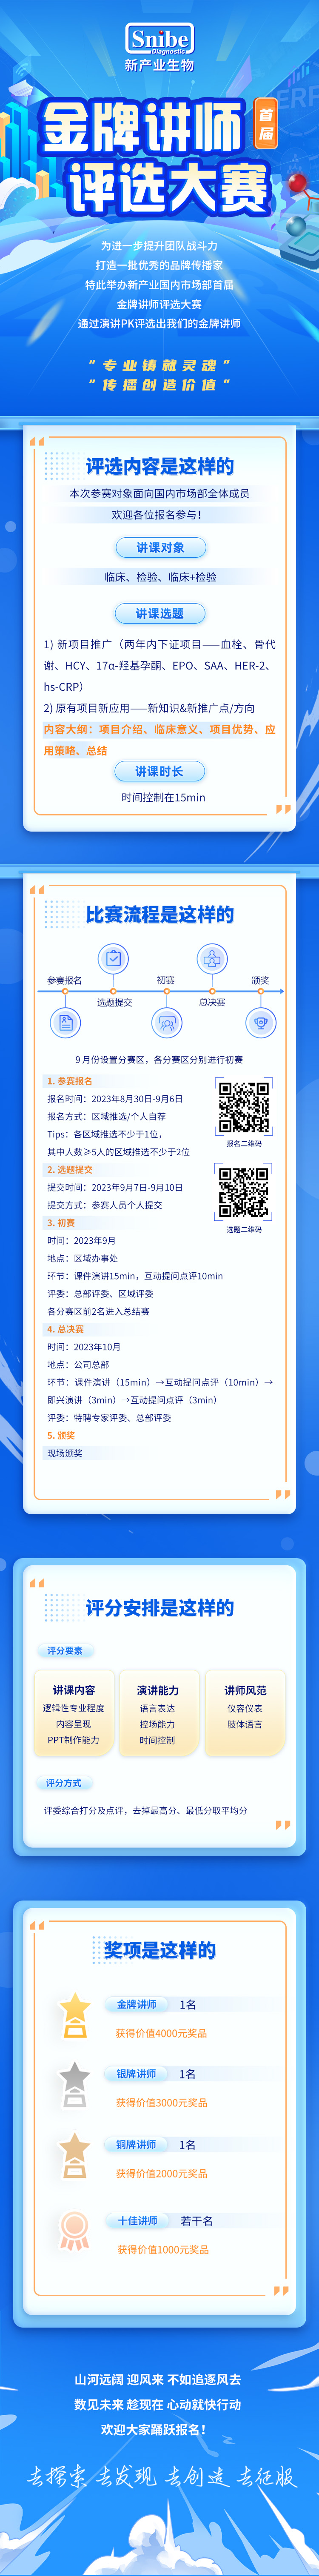 Snibe
Diagnostic
新产业生物
ERP
首届
金牌讲师
评选大赛
为进一步提升团队战斗力
打造一批优秀的品牌传播家
特此举办新产业国内市场部首届
金牌讲师评选大赛
通过演讲PK评选出我们的金牌讲师
“专业铸就灵魂”
“传播创造价值”
评选内容是这样的
本次参赛对象面向国内市场部全体成员
欢迎各位报名参与!
讲课对象
临床、检验、临床+检验
讲课选题
1) 新项目推广（两年内下证项目——血栓、骨代
谢、HCY、17α-羟基孕酮、EPO、SAA、HER-2、
hs-CRP）
2) 原有项目新应用——新知识&新推广点/方向
内容大纲：项目介绍、临床意义、项目优势、应
用策略、总结
讲课时长
时间控制在15min
比赛流程是这样的
参赛报名
选题提交
初赛
总决赛
颁奖
9月份设置分赛区，各分赛区分别进行初赛
1. 参赛报名
报名时间：2023年8月30日-9月6日
报名方式：区域推选/个人自荐
Tips：各区域推选不少于1位，
其中人数≥5人的区域推选不少于2位
报名二维码
2. 选题提交
提交时间：2023年9月7日-9月10日
提交方式：参赛人员个人提交
选题二维码
3. 初赛
时间：2023年9月
地点：区域办事处
环节：课件演讲15min，互动提问点评10min
评委：总部评委、区域评委
各分赛区前2名进入总结赛
4. 总决赛
时间：2023年10月
地点：公司总部
环节：课件演讲（15min）→互动提问点评（10min）→
即兴演讲（3min）→互动提问点评（3min）
评委：特聘专家评委、总部评委
5. 颁奖
现场颁奖
评分安排是这样的
评分要素
讲课内容
逻辑性专业程度
内容呈现
PPT制作能力
演讲能力
语言表达
控场能力
时间控制
讲师风范
仪容仪表
肢体语言
评分方式
评委综合打分及点评，去掉最高分、最低分取平均分
奖项是这样的
金牌讲师 1名
获得价值4000元奖品
银牌讲师 1名
获得价值3000元奖品
铜牌讲师 1名
获得价值2000元奖品
十佳讲师 若干名
获得价值1000元奖品
山河远阔 迎风来 不如追逐风去
数见未来 趁现在 心动就快行动
欢迎大家踊跃报名！
去探索 去发现 去创造 去征服